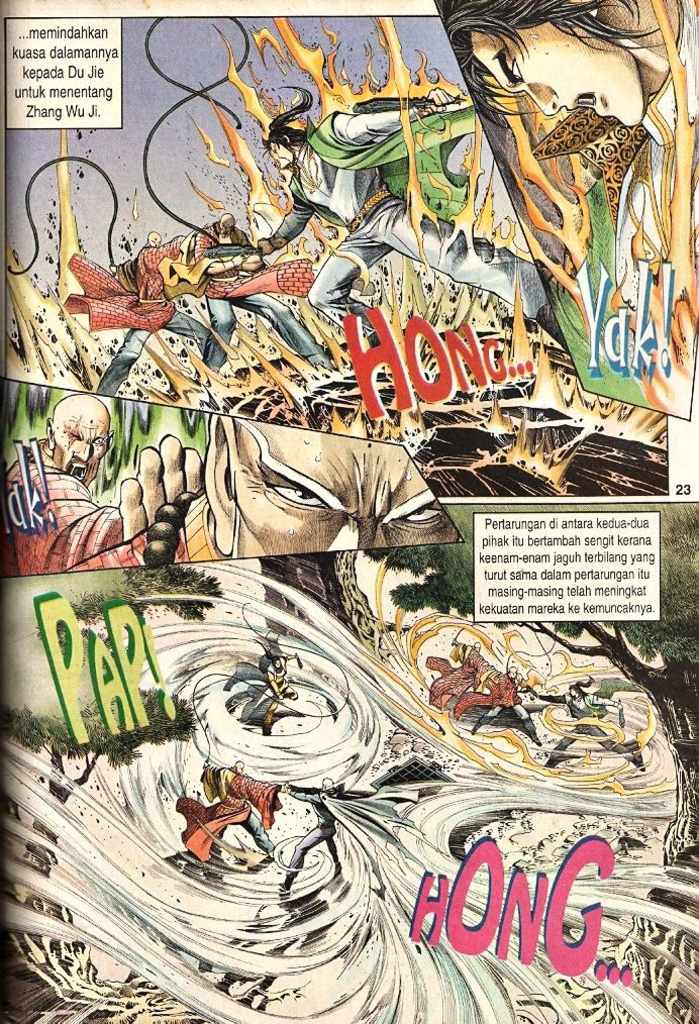 ...memindahkan
kuasa dalamannya
kepada Du Jie
untuk menentang
Zhang Wu Ji.
Yak!
HONG...
23
Yak!
Pertarungan di antara kedua-dua
pihak itu bertambah sengit kerana
keenam-enam jaguh terbilang yang
turut sama dalam pertarungan itu
masing-masing telah meningkat
kekuatan mareka ke kemuncaknya.
PAP!
HONG...